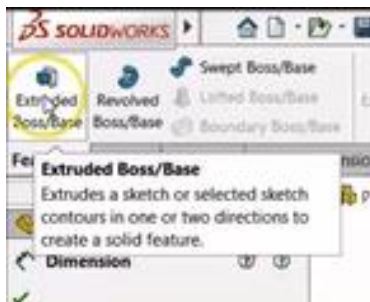 SOLIDWORKS
Swept Boss/Base
Extruded Boss/Base
Revolved Boss/Base
Lofted Boss/Base
Boundary Boss/Base
Extruded Boss/Base
Extrudes a sketch or selected sketch
contours in one or two directions to
create a solid feature.
Dimension